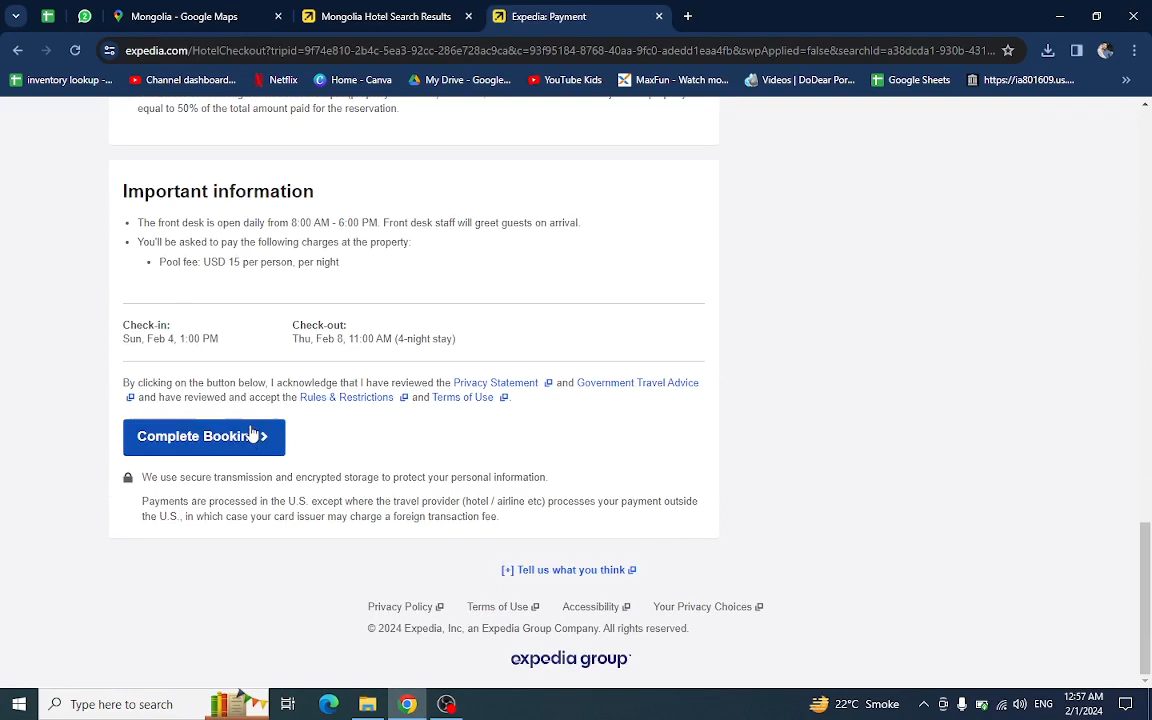 Mongolia - Google Maps
Mongolia Hotel Search Results
Expedia: Payment
expedia.com/HotelCheckout?tripid=9f74e810-2b4c-5ea3-92cc-286e728ac9ca&c=93f95184-8768-40aa-9fc0-adedd1eaa4fb&swpApplied=false&searchId=a38dcda1-930b-431...
inventory lookup -...
Channel dashboard...
Netflix
Home - Canva
My Drive - Google...
YouTube Kids
MaxFun - Watch mo...
Videos | DoDear Por...
Google Sheets
https://ia801609.us...
equal to 50% of the total amount paid for the reservation.
Important information
• The front desk is open daily from 8:00 AM - 6:00 PM. Front desk staff will greet guests on arrival.
• You'll be asked to pay the following charges at the property:
• Pool fee: USD 15 per person, per night
Check-in: Check-out:
Sun, Feb 4, 1:00 PM Thu, Feb 8, 11:00 AM (4-night stay)
By clicking on the button below, I acknowledge that I have reviewed the Privacy Statement and Government Travel Advice
and have reviewed and accept the Rules & Restrictions and Terms of Use .
Complete Booking
We use secure transmission and encrypted storage to protect your personal information.
Payments are processed in the U.S. except where the travel provider (hotel / airline etc) processes your payment outside
the U.S., in which case your card issuer may charge a foreign transaction fee.
[+] Tell us what you think
Privacy Policy Terms of Use Accessibility Your Privacy Choices
© 2024 Expedia, Inc, an Expedia Group Company. All rights reserved.
expedia group
Type here to search
22°C Smoke
ENG
12:57 AM
2/1/2024